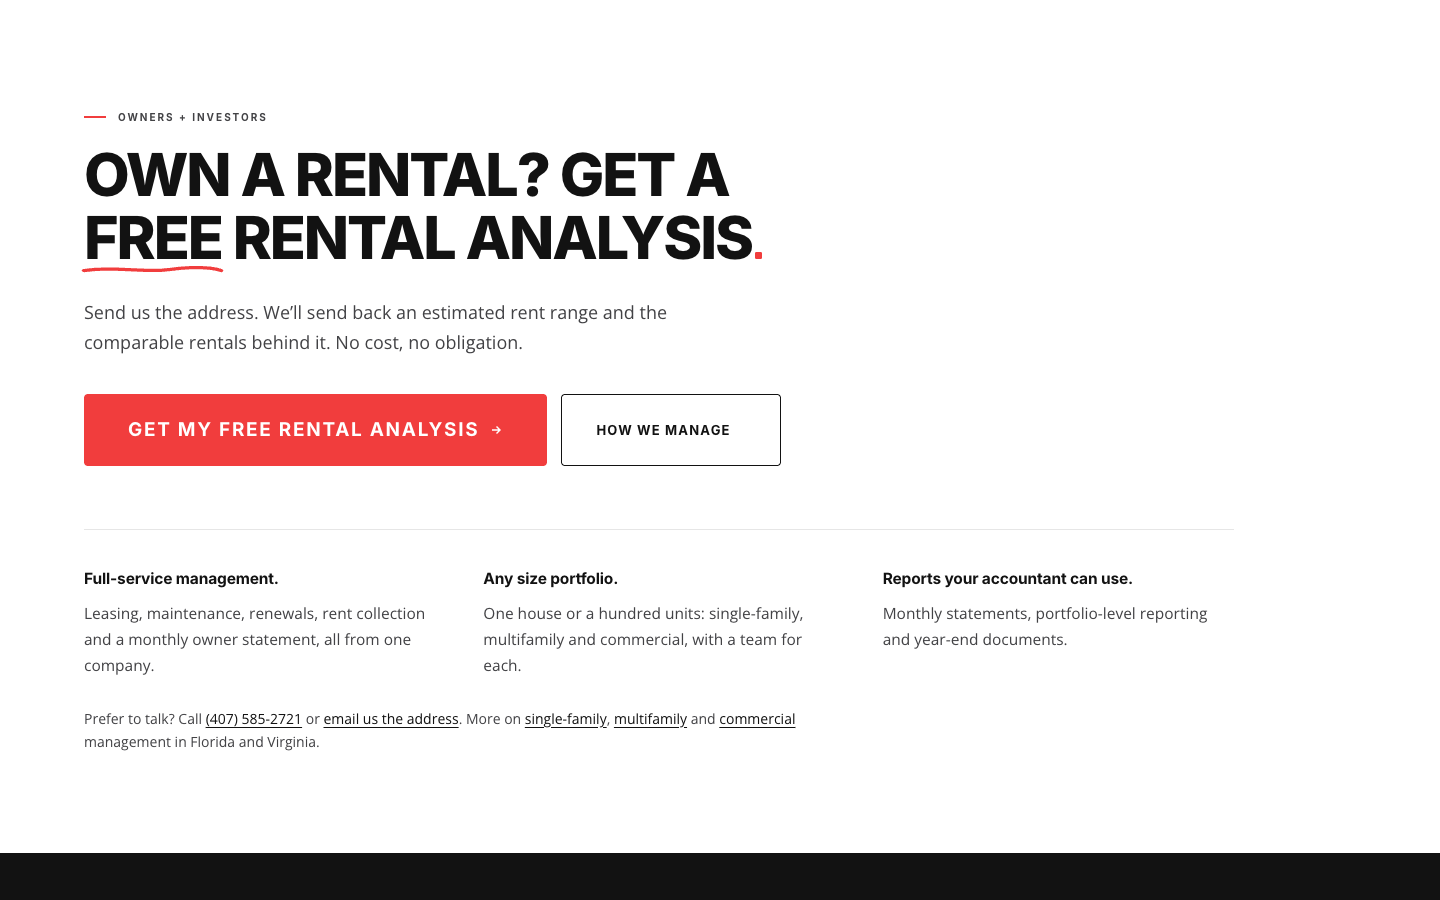 OWNERS + INVESTORS
OWN A RENTAL? GET A
FREE RENTAL ANALYSIS.
Send us the address. We’ll send back an estimated rent range and the
comparable rentals behind it. No cost, no obligation.
GET MY FREE RENTAL ANALYSIS →
HOW WE MANAGE
Full-service management.
Leasing, maintenance, renewals, rent collection
and a monthly owner statement, all from one
company.
Any size portfolio.
One house or a hundred units: single-family,
multifamily and commercial, with a team for
each.
Reports your accountant can use.
Monthly statements, portfolio-level reporting
and year-end documents.
Prefer to talk? Call (407) 585-2721 or email us the address. More on single-family, multifamily and commercial
management in Florida and Virginia.